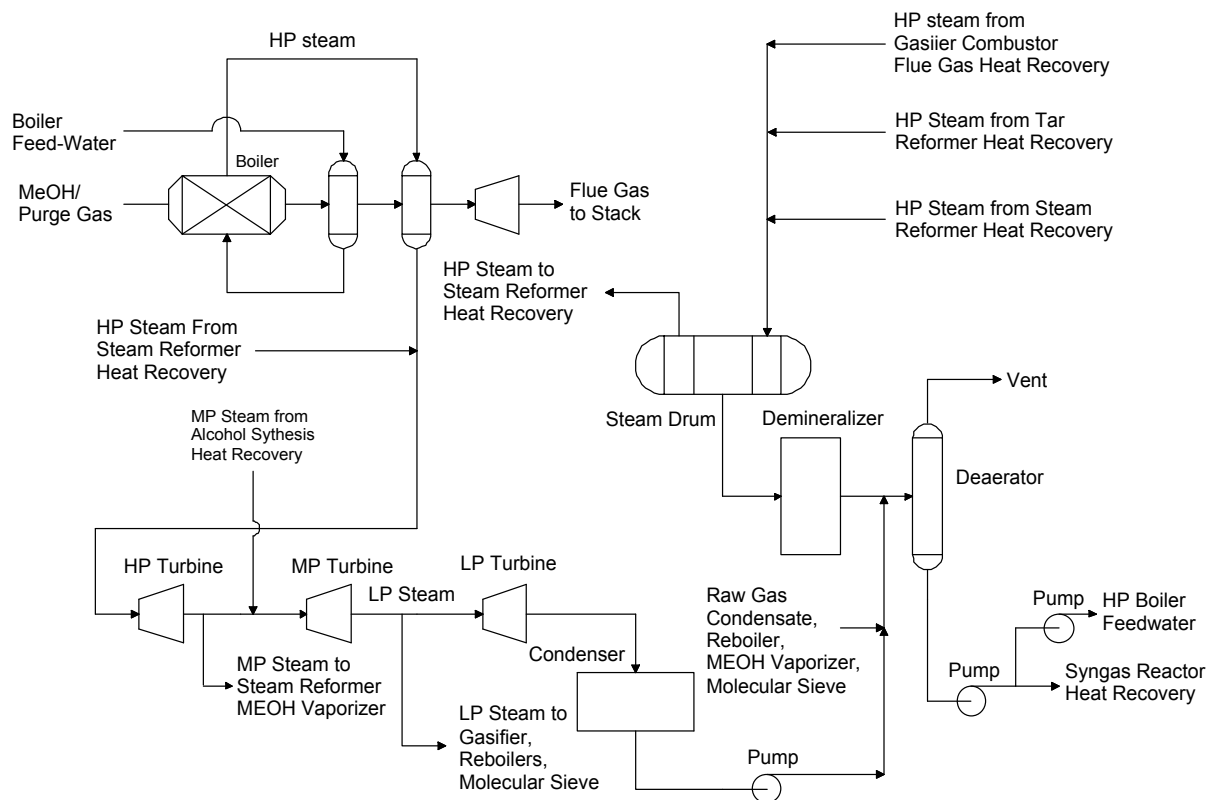 HP steam
HP steam from
Gasiier Combustor
Flue Gas Heat Recovery
Boiler
Feed-Water
HP Steam from Tar
Reformer Heat Recovery
Boiler
MeOH/
Purge Gas
Flue Gas
to Stack
HP Steam from Steam
Reformer Heat Recovery
HP Steam to
Steam Reformer
Heat Recovery
HP Steam From
Steam Reformer
Heat Recovery
Vent
MP Steam from
Alcohol Sythesis
Heat Recovery
Steam Drum
Demineralizer
Deaerator
HP Turbine
MP Turbine
LP Turbine
LP Steam
Raw Gas
Condensate,
Reboiler,
MEOH Vaporizer,
Molecular Sieve
Pump
HP Boiler
Feedwater
Condenser
MP Steam to
Steam Reformer
MEOH Vaporizer
Pump
Syngas Reactor
Heat Recovery
LP Steam to
Gasifier,
Reboilers,
Molecular Sieve
Pump